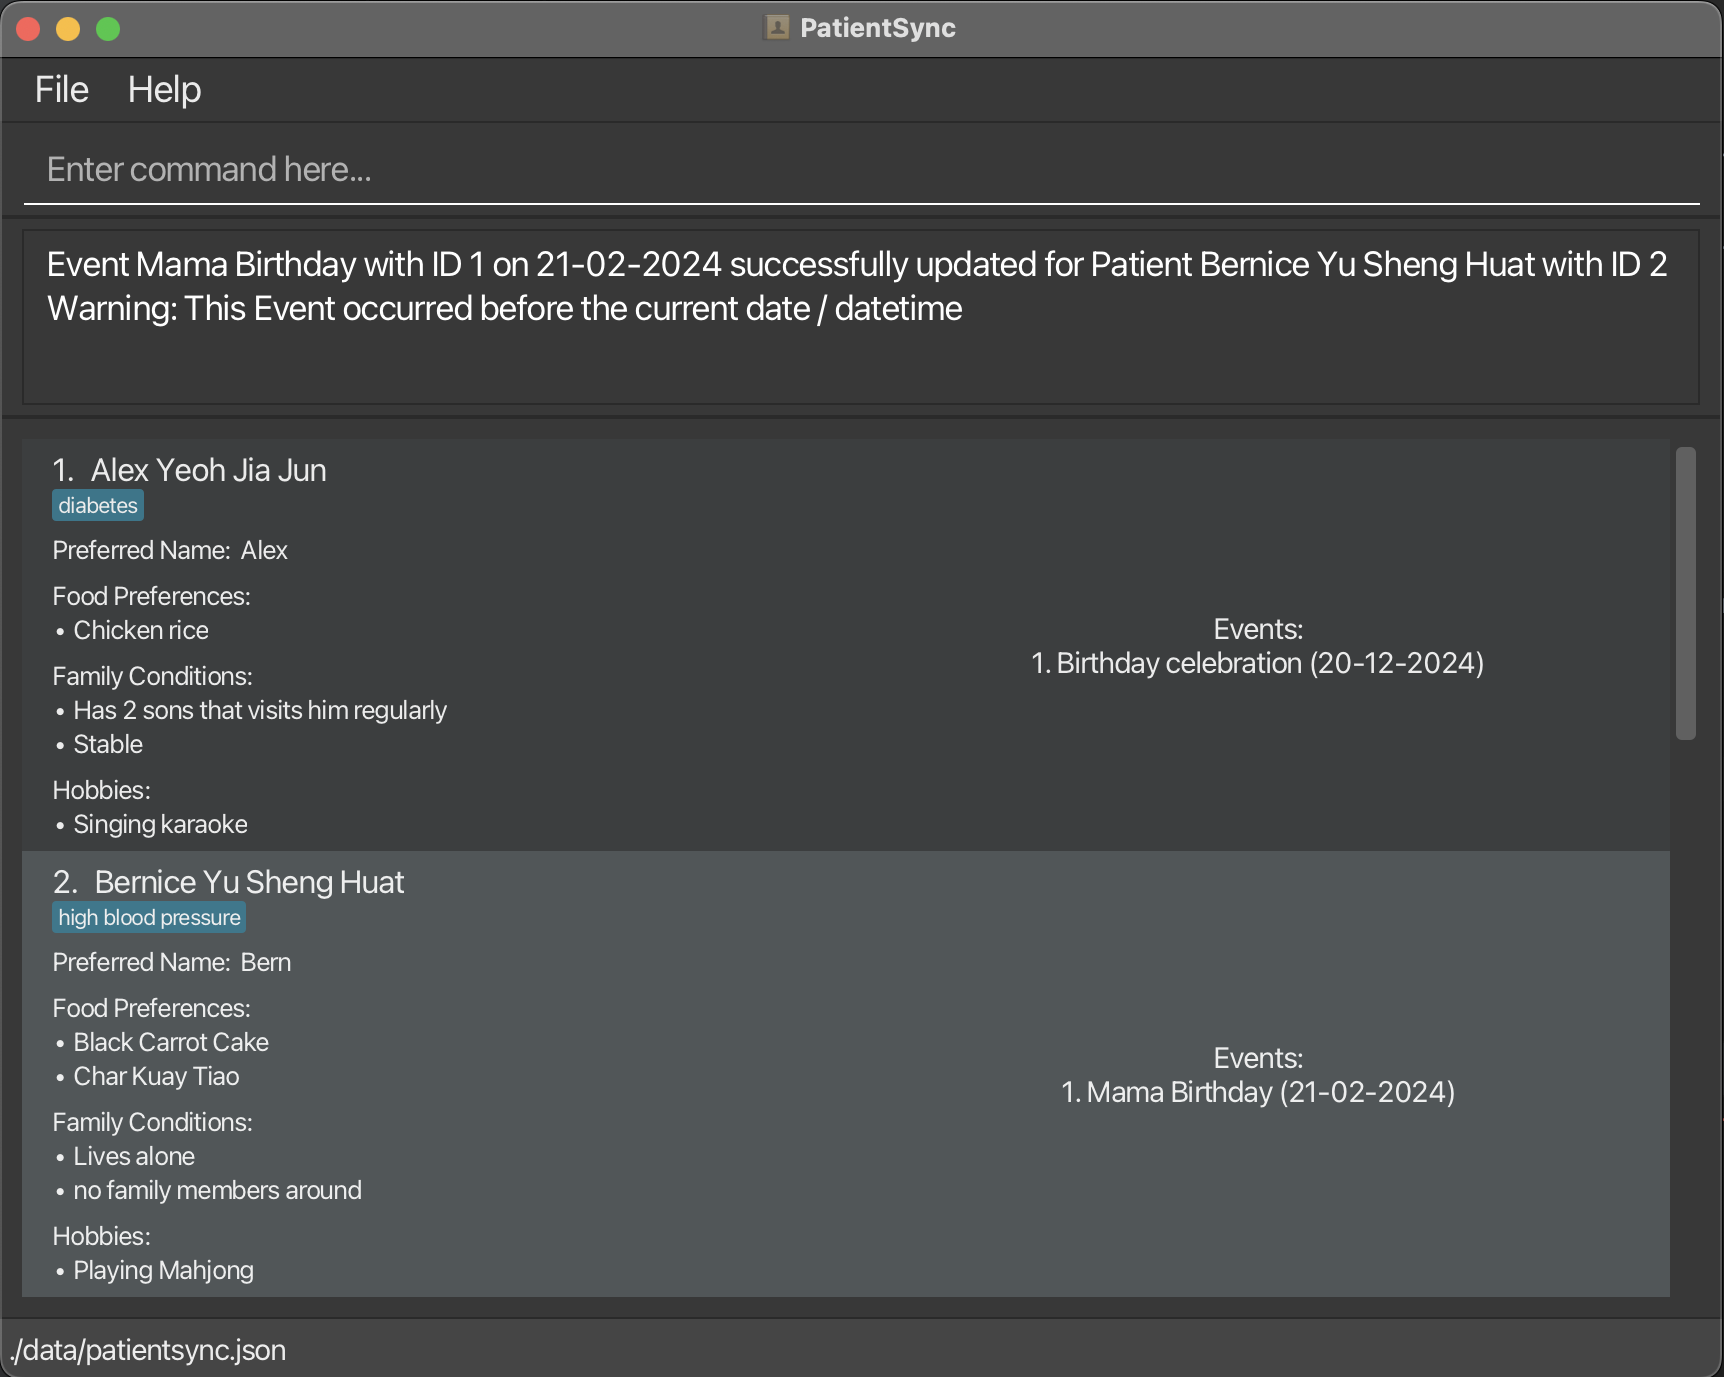 PatientSync
File Help
Enter command here...
Event Mama Birthday with ID 1 on 21-02-2024 successfully updated for Patient Bernice Yu Sheng Huat with ID 2
Warning: This Event occurred before the current date / datetime
1. Alex Yeoh Jia Jun
diabetes
Preferred Name: Alex
Food Preferences:
• Chicken rice
Family Conditions:
• Has 2 sons that visits him regularly
• Stable
Hobbies:
• Singing karaoke
Events:
1. Birthday celebration (20-12-2024)
2. Bernice Yu Sheng Huat
high blood pressure
Preferred Name: Bern
Food Preferences:
• Black Carrot Cake
• Char Kuay Tiao
Family Conditions:
• Lives alone
• no family members around
Hobbies:
• Playing Mahjong
Events:
1. Mama Birthday (21-02-2024)
./data/patientsync.json